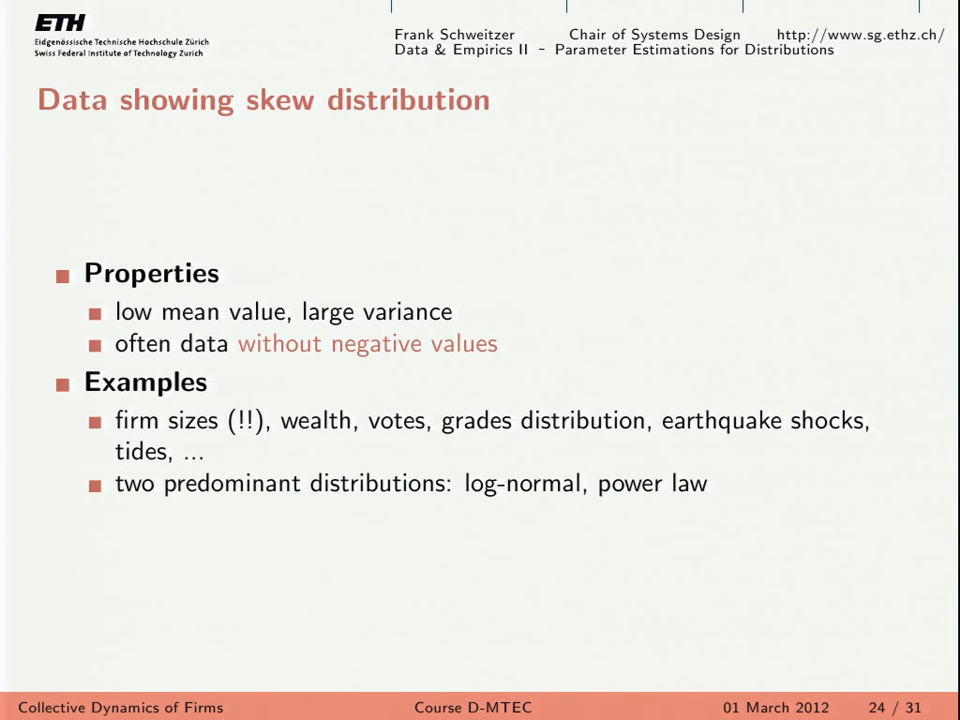 ETH
Eidgenössische Technische Hochschule Zürich
Swiss Federal Institute of Technology Zurich
Frank Schweitzer Chair of Systems Design http://www.sg.ethz.ch/
Data & Empirics II - Parameter Estimations for Distributions
Data showing skew distribution
Properties
low mean value, large variance
often data without negative values
Examples
firm sizes (!!), wealth, votes, grades distribution, earthquake shocks,
tides, ...
two predominant distributions: log-normal, power law
Collective Dynamics of Firms Course D-MTEC 01 March 2012 24 / 31